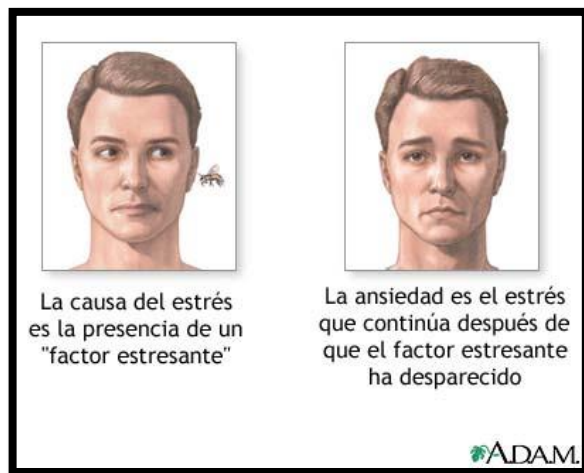 La causa del estrés
es la presencia de un
"factor estresante"
La ansiedad es el estrés
que continúa después de
que el factor estresante
ha desparecido
A.D.A.M.